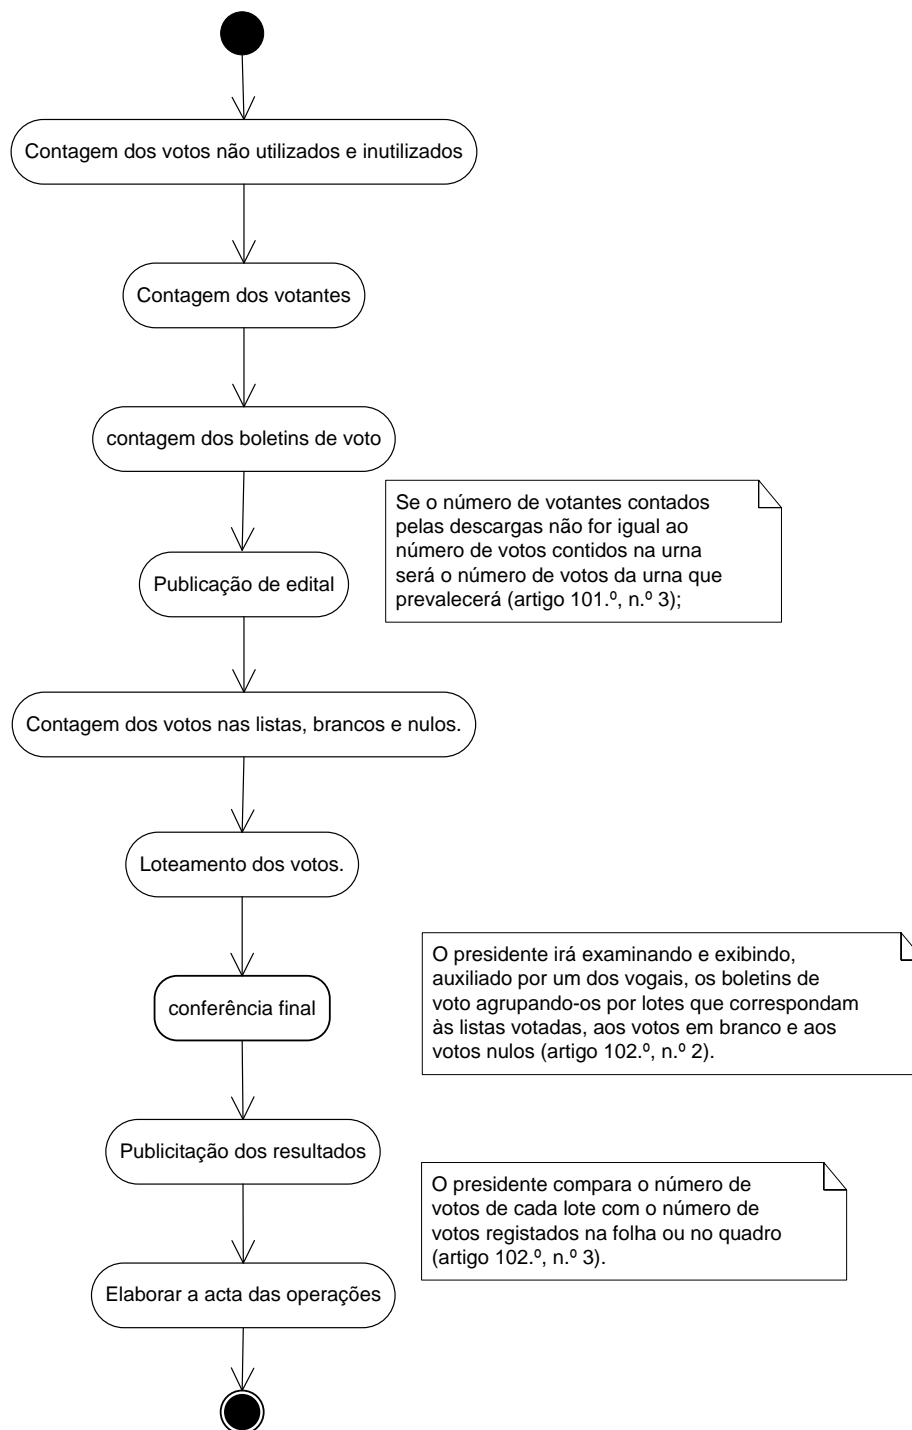 Contagem dos votos não utilizados e inutilizados
Contagem dos votantes
contagem dos boletins de voto
Se o número de votantes contados
pelas descargas não for igual ao
número de votos contidos na urna
será o número de votos da urna que
prevalecerá (artigo 101.º, n.º 3);
Publicação de edital
Contagem dos votos nas listas, brancos e nulos.
Loteamento dos votos.
O presidente irá examinando e exibindo,
auxiliado por um dos vogais, os boletins de
voto agrupando-os por lotes que correspondam
às listas votadas, aos votos em branco e aos
votos nulos (artigo 102.º, n.º 2).
conferência final
Publicitação dos resultados
O presidente compara o número de
votos de cada lote com o número de
votos registados na folha ou no quadro
(artigo 102.º, n.º 3).
Elaborar a acta das operações